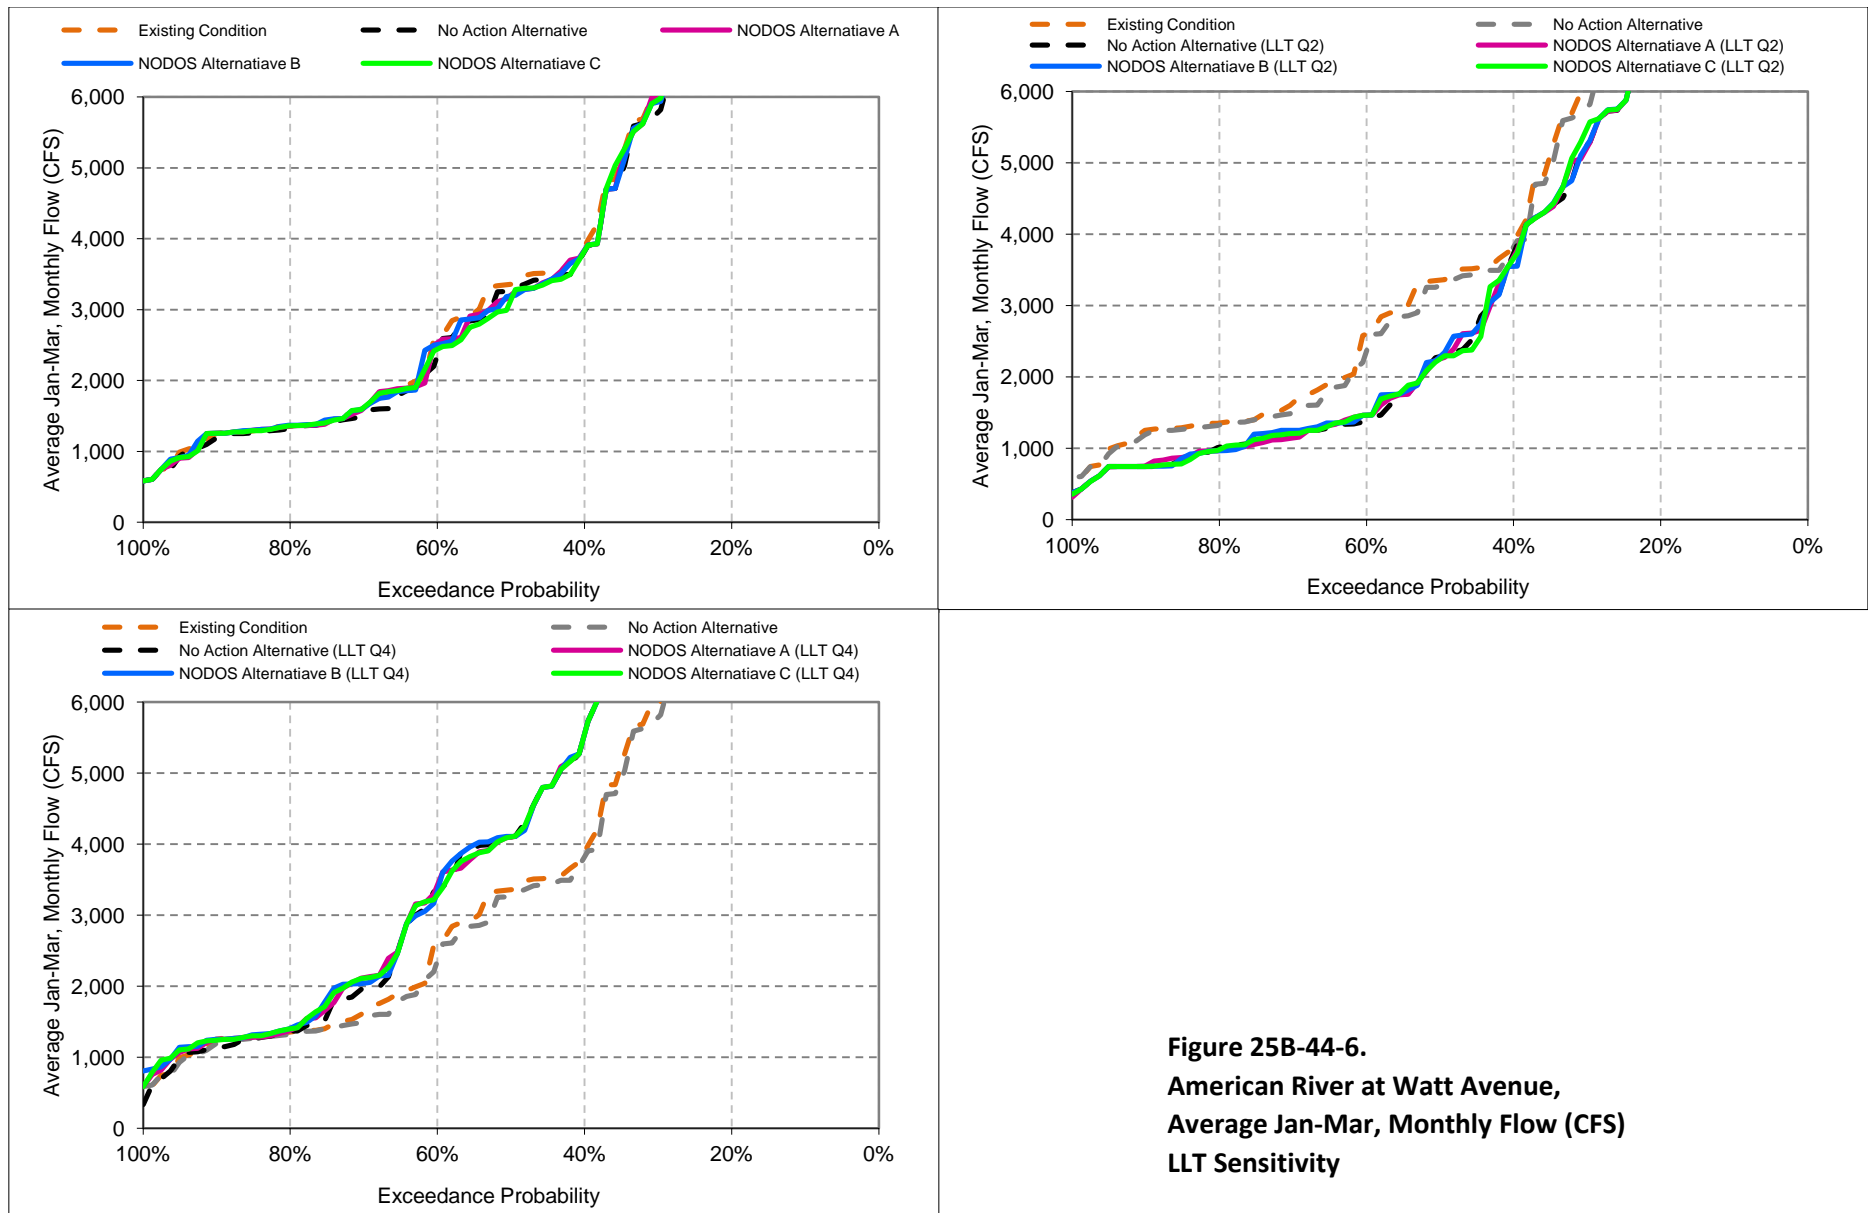 Existing Condition No Action Alternative NODOS Alternatiave A
NODOS Alternatiave B NODOS Alternatiave C
6,000
5,000
4,000
3,000
2,000
1,000
0
Average Jan-Mar, Monthly Flow (CFS)
100% 80% 60% 40% 20% 0%
Exceedance Probability
Existing Condition No Action Alternative
No Action Alternative (LLT Q2) NODOS Alternatiave A (LLT Q2)
NODOS Alternatiave B (LLT Q2) NODOS Alternatiave C (LLT Q2)
6,000
5,000
4,000
3,000
2,000
1,000
0
Average Jan-Mar, Monthly Flow (CFS)
100% 80% 60% 40% 20% 0%
Exceedance Probability
Existing Condition No Action Alternative
No Action Alternative (LLT Q4) NODOS Alternatiave A (LLT Q4)
NODOS Alternatiave B (LLT Q4) NODOS Alternatiave C (LLT Q4)
6,000
5,000
4,000
3,000
2,000
1,000
0
Average Jan-Mar, Monthly Flow (CFS)
100% 80% 60% 40% 20% 0%
Exceedance Probability
Figure 25B-44-6.
American River at Watt Avenue,
Average Jan-Mar, Monthly Flow (CFS)
LLT Sensitivity